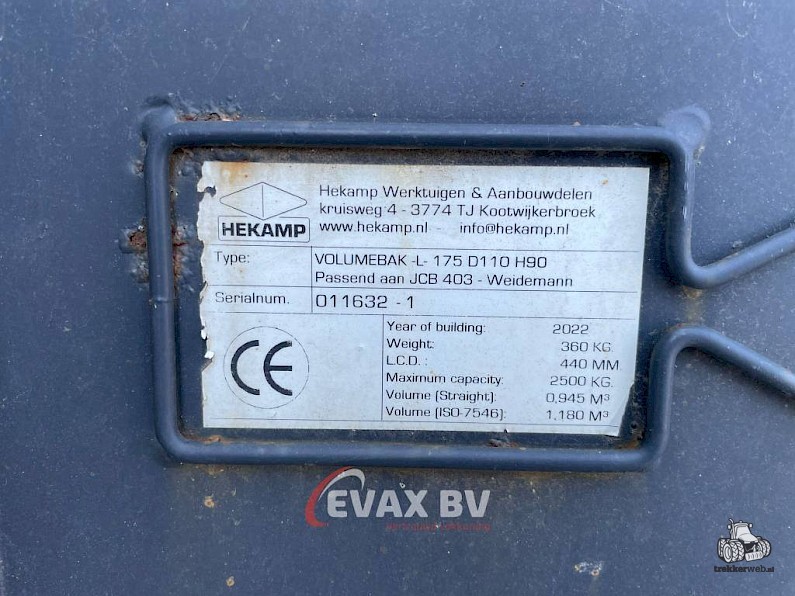 Hekamp Werktuigen & Aanbouwdelen
kruisweg 4 - 3774 TJ Kootwijkerbroek
www.hekamp.nl - info@hekamp.nl
HEKAMP
Type: VOLUMEBAK -L- 175 D110 H90
Passend aan JCB 403 - Weidemann
Serialnum. 011632 - 1
CE
Year of building: 2022
Weight: 360 KG.
L.C.D. : 440 MM
Maximum capacity: 2500 KG.
Volume (Straight): 0,945 M³
Volume (ISO-7546): 1,180 M³
EVAX BV
trekkerweb.nl